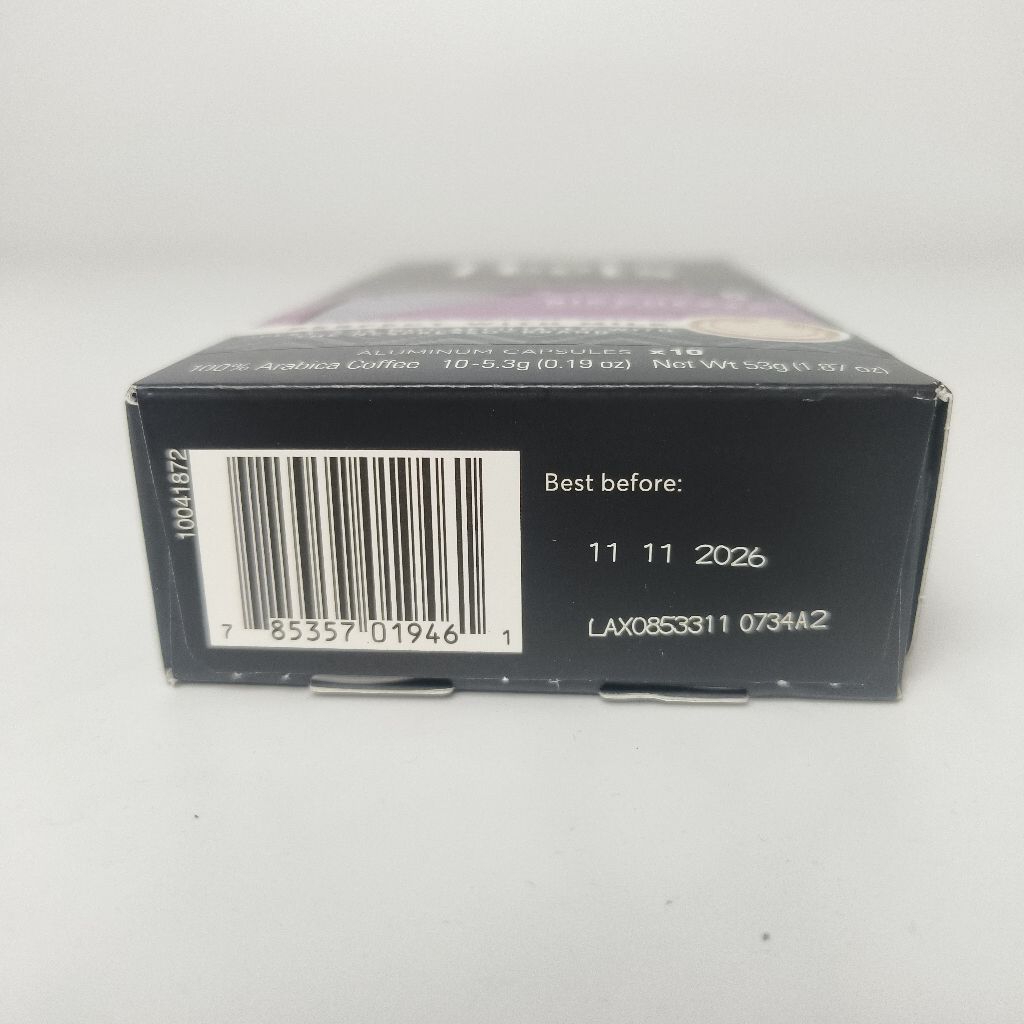 ALUMINUM CAPSULES x10
100% Arabica Coffee 10-5.3g (0.19 oz) Net Wt 53g (1.87 oz)
10041872
7 85357 01946 1
Best before:
11 11 2026
LAX0853311 0734A2